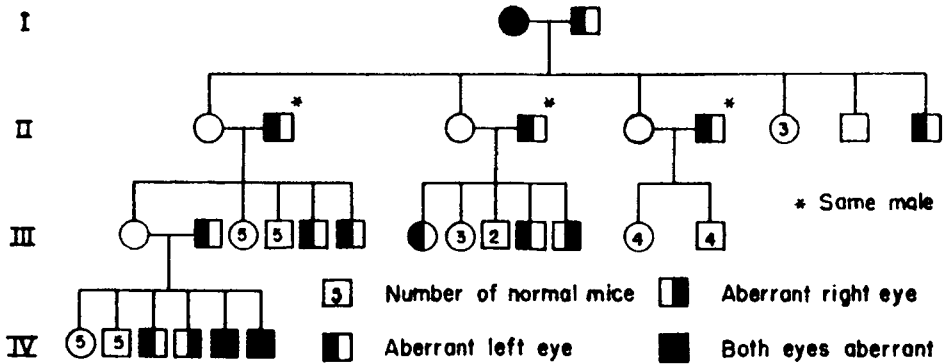 I
* * *
II
3
* Same male
III
5 5 3 2 4 4
3 Number of normal mice Aberrant right eye
IV
5 5
Aberrant left eye Both eyes aberrant